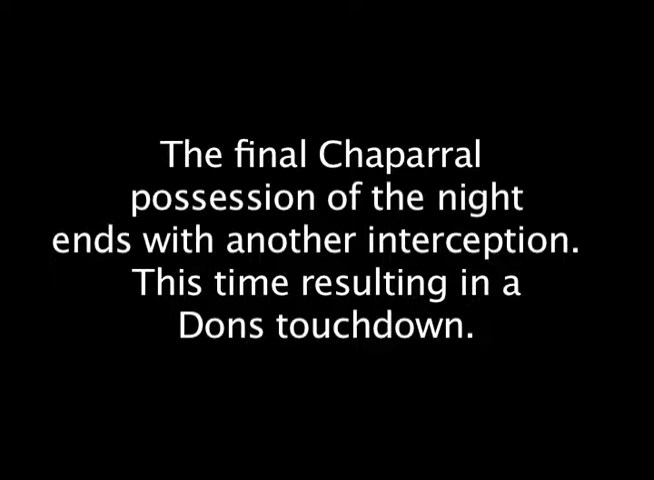 The final Chaparral
possession of the night
ends with another interception.
This time resulting in a
Dons touchdown.